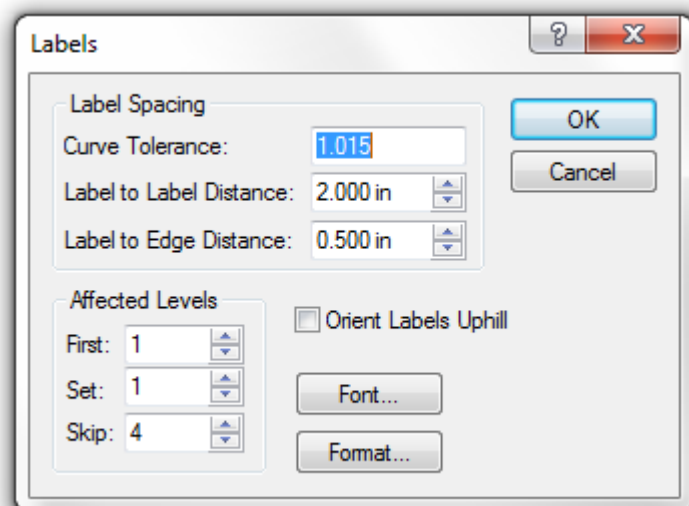 Labels
?
Label Spacing
Curve Tolerance: 1.015
Label to Label Distance: 2.000 in
Label to Edge Distance: 0.500 in
OK
Cancel
Affected Levels
First: 1
Set: 1
Skip: 4
Orient Labels Uphill
Font...
Format...